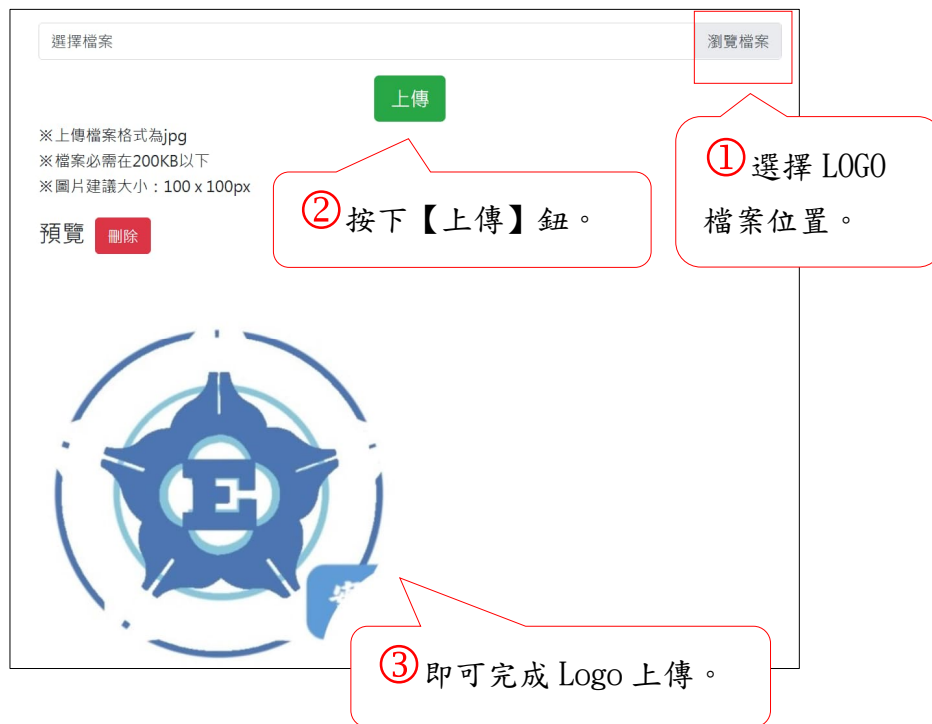 選擇檔案
瀏覽檔案
上傳
※上傳檔案格式為jpg
※檔案必需在200KB以下
※圖片建議大小：100 x 100px
預覽
刪除
①選擇 LOGO
檔案位置。
②按下【上傳】鈕。
E
③即可完成 Logo 上傳。